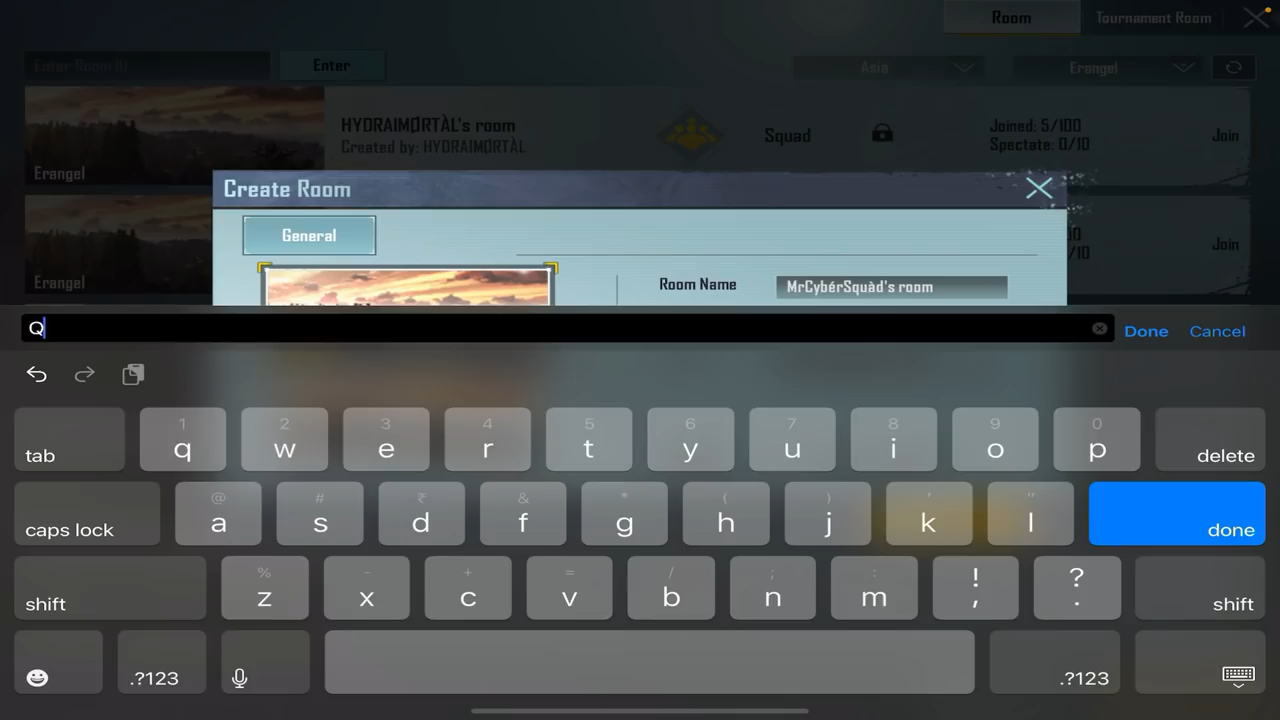 Room
Tournament Room
Enter Room ID
Enter
Asia
Erangel
HYDRAIMØRTÀL's room
Created by: HYDRAIMØRTÀL
Squad
Joined: 5/100
Spectate: 0/10
Join
Erangel
Create Room
General
Room Name
MrCybérSquàd's room
Join
Erangel
Q
Done
Cancel
tab
1 2 3 4 5 6 7 8 9 0
q w e r t y u i o p
delete
caps lock
@ # ₹ & * ( ) ' "
a s d f g h j k l
done
shift
% - + = / ; : ! ?
z x c v b n m , .
shift
.?123
.?123